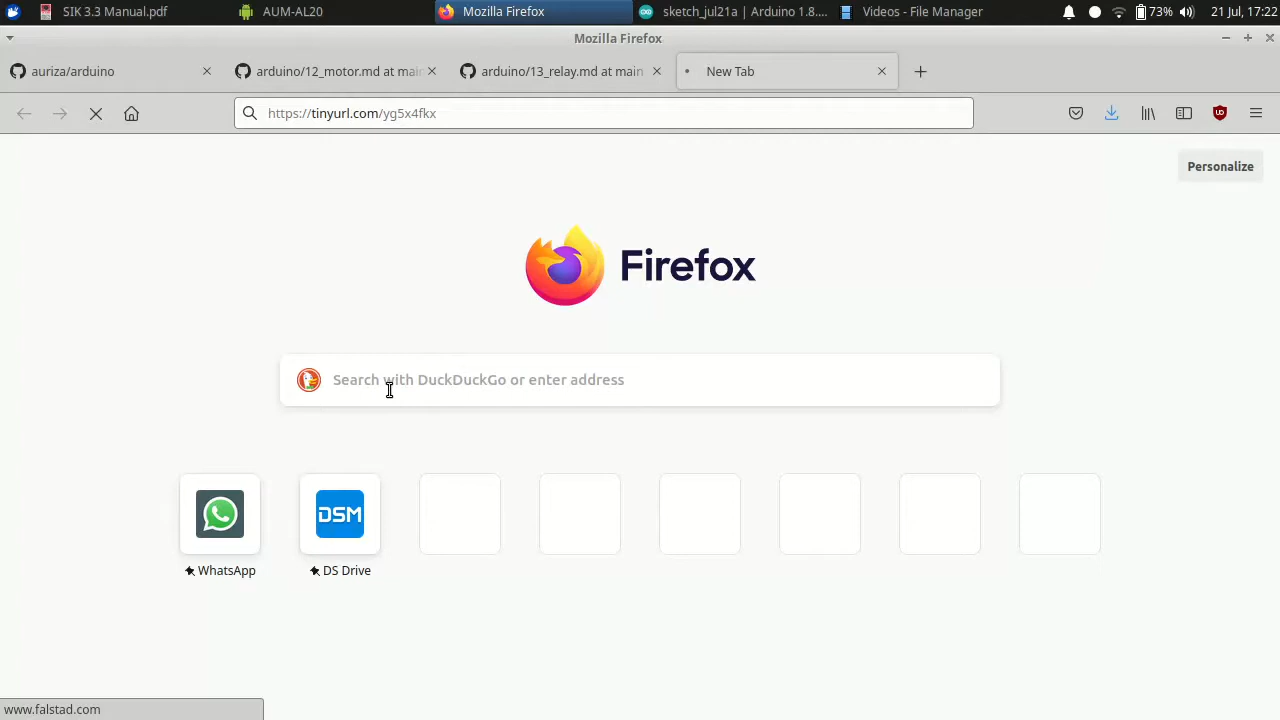 SIK 3.3 Manual.pdf
AUM-AL20
Mozilla Firefox
sketch_jul21a | Arduino 1.8....
Videos - File Manager
73%
21 Jul, 17:22
Mozilla Firefox
auriza/arduino
arduino/12_motor.md at main
arduino/13_relay.md at main
New Tab
https://tinyurl.com/yg5x4fkx
Personalize
Firefox
Search with DuckDuckGo or enter address
DSM
WhatsApp
DS Drive
www.falstad.com